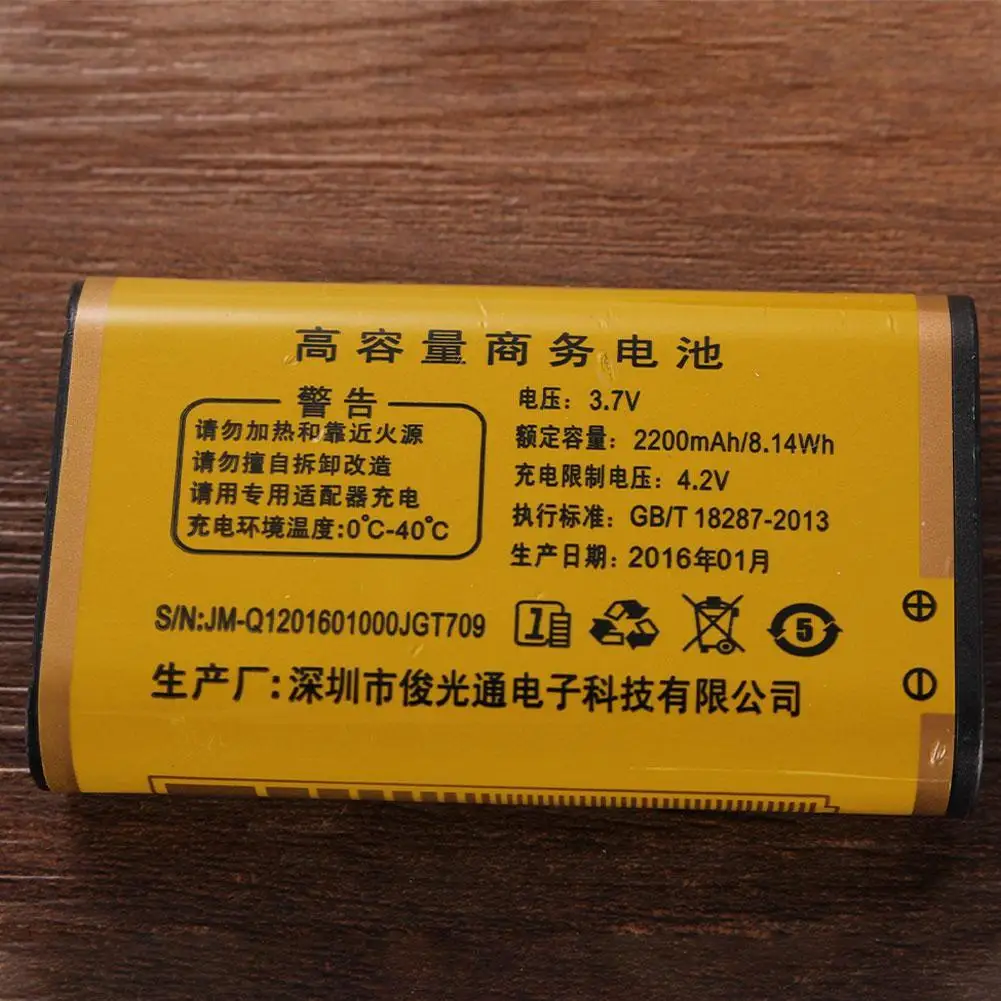 高容量商务电池
警告
请勿加热和靠近火源
请勿擅自拆卸改造
请用专用适配器充电
充电环境温度:0°C-40°C
电压：3.7V
额定容量：2200mAh/8.14Wh
充电限制电压：4.2V
执行标准：GB/T 18287-2013
生产日期：2016年01月
S/N:JM-Q1201601000JGT709
1
5
生产厂:深圳市俊光通电子科技有限公司
+
-